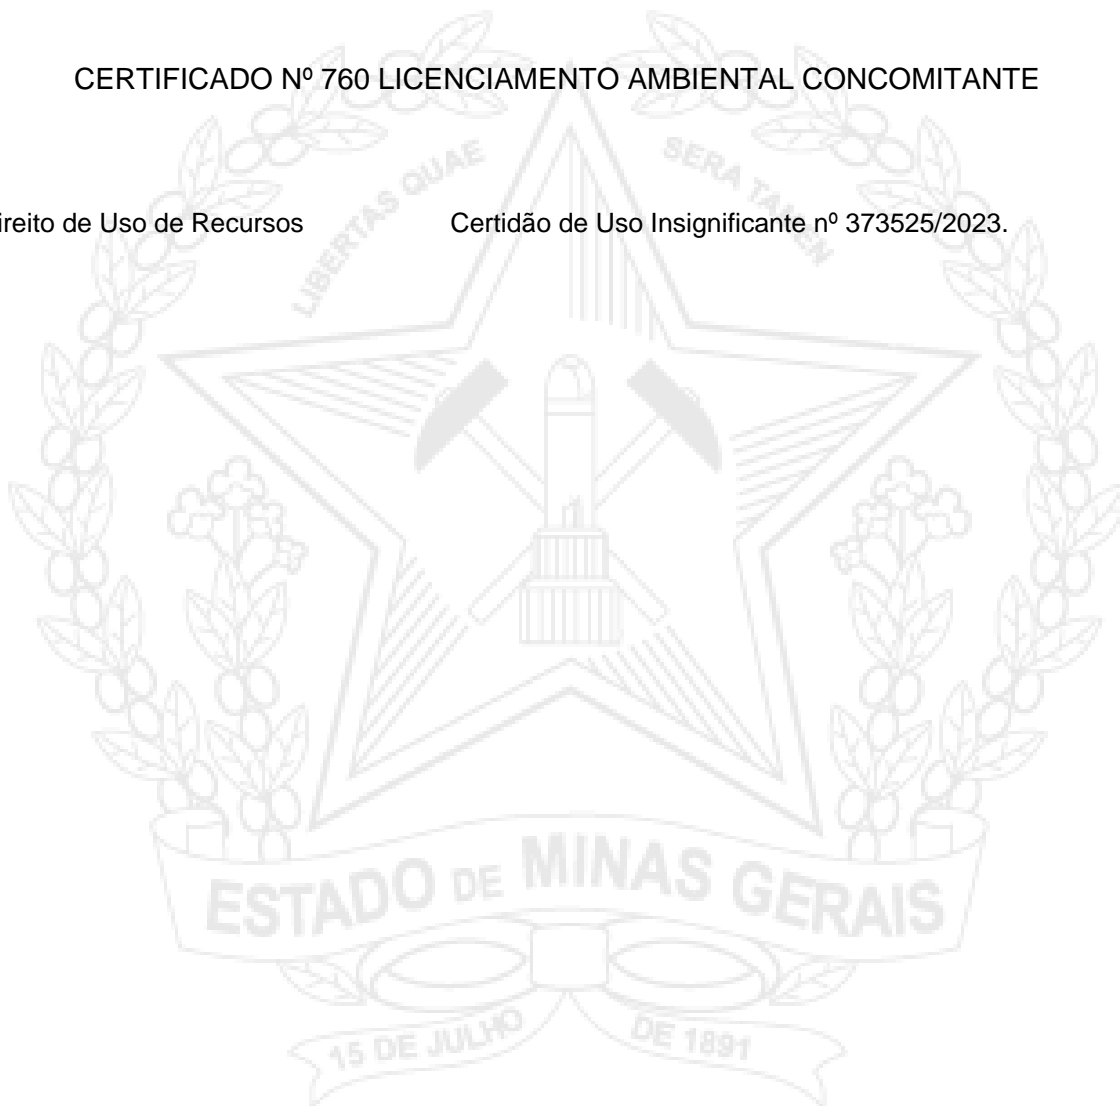 CERTIFICADO Nº 760 LICENCIAMENTO AMBIENTAL CONCOMITANTE
LIBERTAS QUAE SERA TAMEN
ireito de Uso de Recursos Certidão de Uso Insignificante nº 373525/2023.
ESTADO DE MINAS GERAIS
15 DE JULHO DE 1891